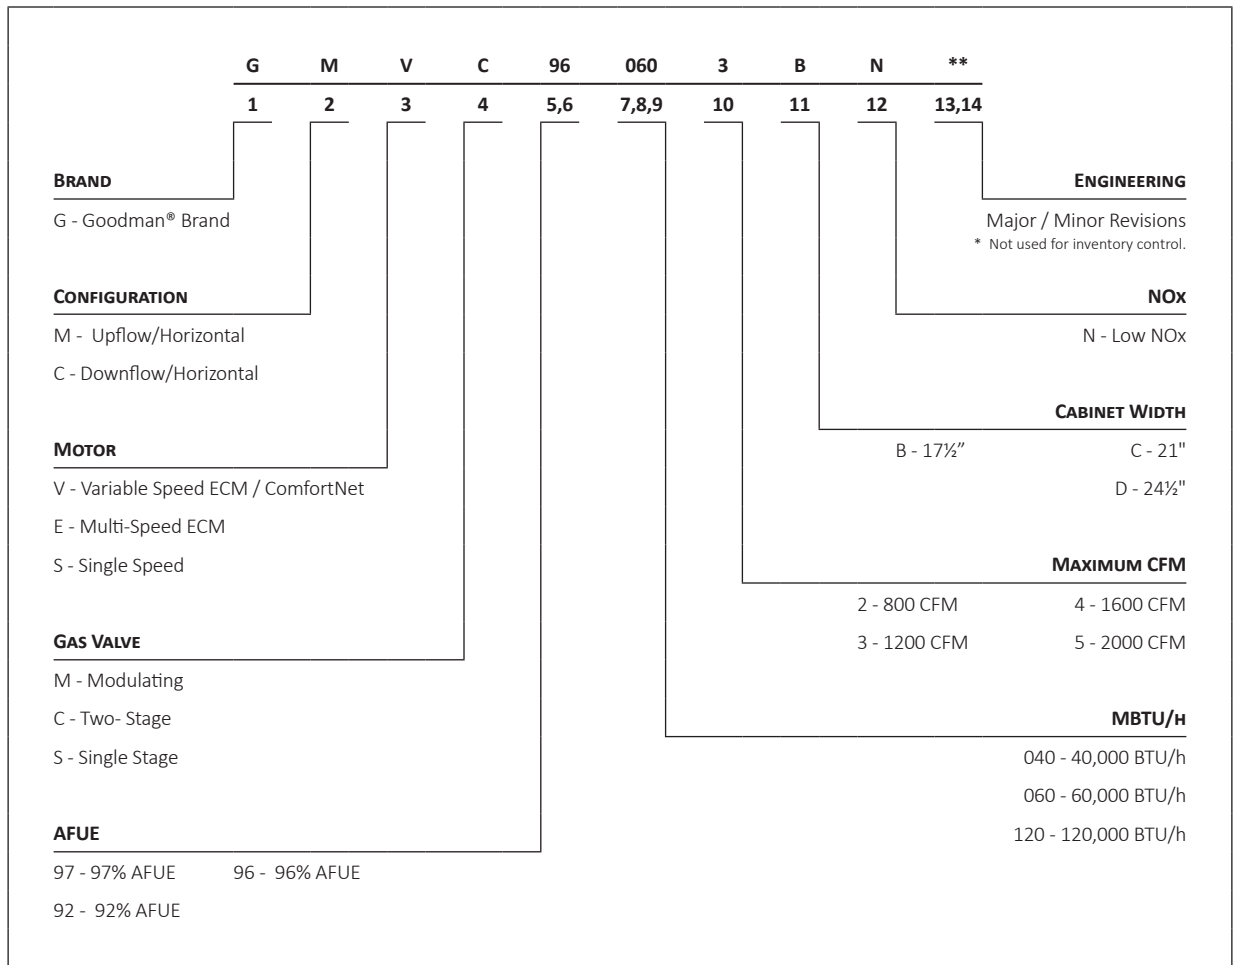 G M V C 96 060 3 B N **
1 2 3 4 5,6 7,8,9 10 11 12 13,14
BRAND
G - Goodman® Brand
ENGINEERING
Major / Minor Revisions
* Not used for inventory control.
CONFIGURATION
M - Upflow/Horizontal
C - Downflow/Horizontal
NOX
N - Low NOx
CABINET WIDTH
B - 17½” C - 21"
D - 24½"
MOTOR
V - Variable Speed ECM / ComfortNet
E - Multi-Speed ECM
S - Single Speed
MAXIMUM CFM
2 - 800 CFM 4 - 1600 CFM
3 - 1200 CFM 5 - 2000 CFM
GAS VALVE
M - Modulating
C - Two- Stage
S - Single Stage
MBTU/H
040 - 40,000 BTU/h
060 - 60,000 BTU/h
120 - 120,000 BTU/h
AFUE
97 - 97% AFUE 96 - 96% AFUE
92 - 92% AFUE